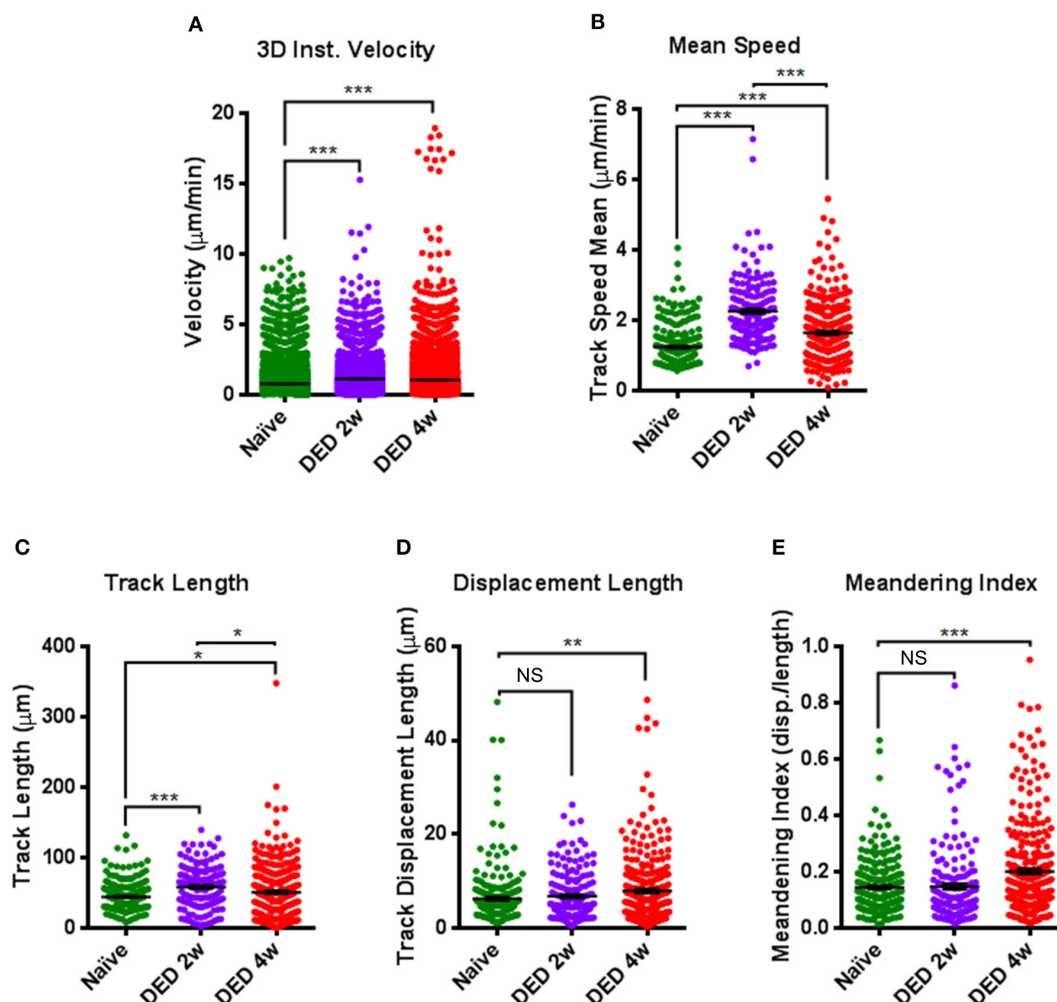 A
3D Inst. Velocity
***
***
20
15
10
5
0
Velocity (μm/min)
Naïve
DED 2w
DED 4w
B
Mean Speed
***
***
***
8
6
4
2
0
Track Speed Mean (μm/min)
Naïve
DED 2w
DED 4w
C
Track Length
*
*
***
400
300
200
100
0
Track Length (μm)
Naïve
DED 2w
DED 4w
D
Displacement Length
**
NS
60
40
20
0
Track Displacement Length (μm)
Naïve
DED 2w
DED 4w
E
Meandering Index
***
NS
1.0
0.8
0.6
0.4
0.2
0.0
Meandening Index (disp./length)
Naïve
DED 2w
DED 4w